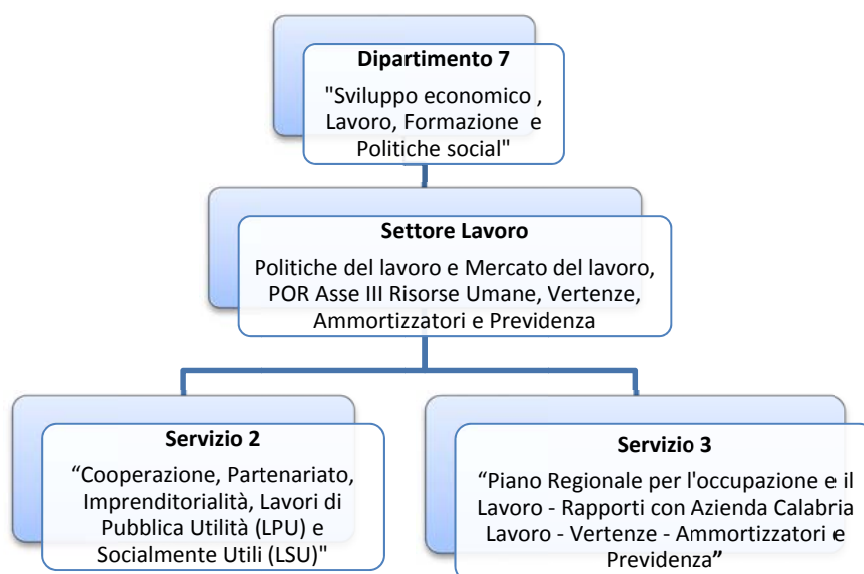 Dipartimento 7
"Sviluppo economico ,
Lavoro, Formazione e
Politiche social"
Settore Lavoro
Politiche del lavoro e Mercato del lavoro,
POR Asse III Risorse Umane, Vertenze,
Ammortizzatori e Previdenza
Servizio 2
“Cooperazione, Partenariato,
Imprenditorialità, Lavori di
Pubblica Utilità (LPU) e
Socialmente Utili (LSU)"
Servizio 3
“Piano Regionale per l'occupazione e il
Lavoro - Rapporti con Azienda Calabria
Lavoro - Vertenze - Ammortizzatori e
Previdenza”